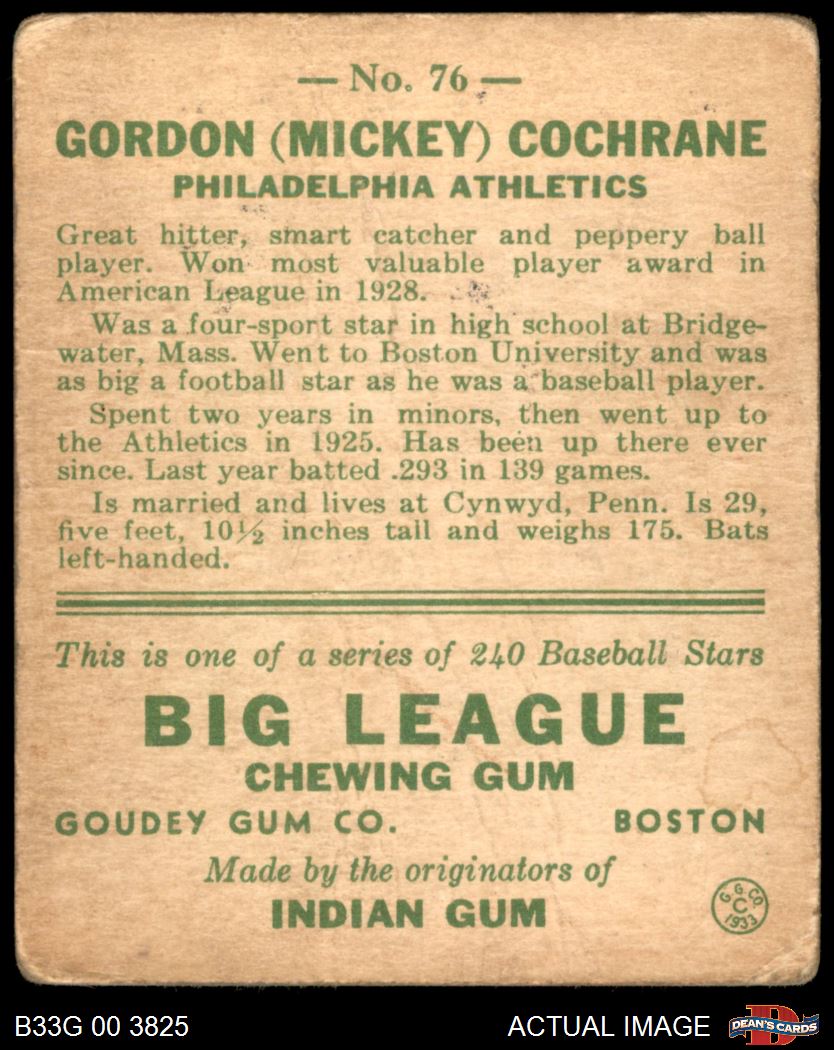 — No. 76 —
GORDON (MICKEY) COCHRANE
PHILADELPHIA ATHLETICS
Great hitter, smart catcher and peppery ball
player. Won most valuable player award in
American League in 1928.
Was a four-sport star in high school at Bridge-
water, Mass. Went to Boston University and was
as big a football star as he was a baseball player.
Spent two years in minors, then went up to
the Athletics in 1925. Has been up there ever
since. Last year batted .293 in 139 games.
Is married and lives at Cynwyd, Penn. Is 29,
five feet, 10½ inches tall and weighs 175. Bats
left-handed.
This is one of a series of 240 Baseball Stars
BIG LEAGUE
CHEWING GUM
GOUDEY GUM CO. BOSTON
Made by the originators of
INDIAN GUM
G. G. CO.
C
1933
B33G 00 3825 ACTUAL IMAGE D DEAN'S CARDS